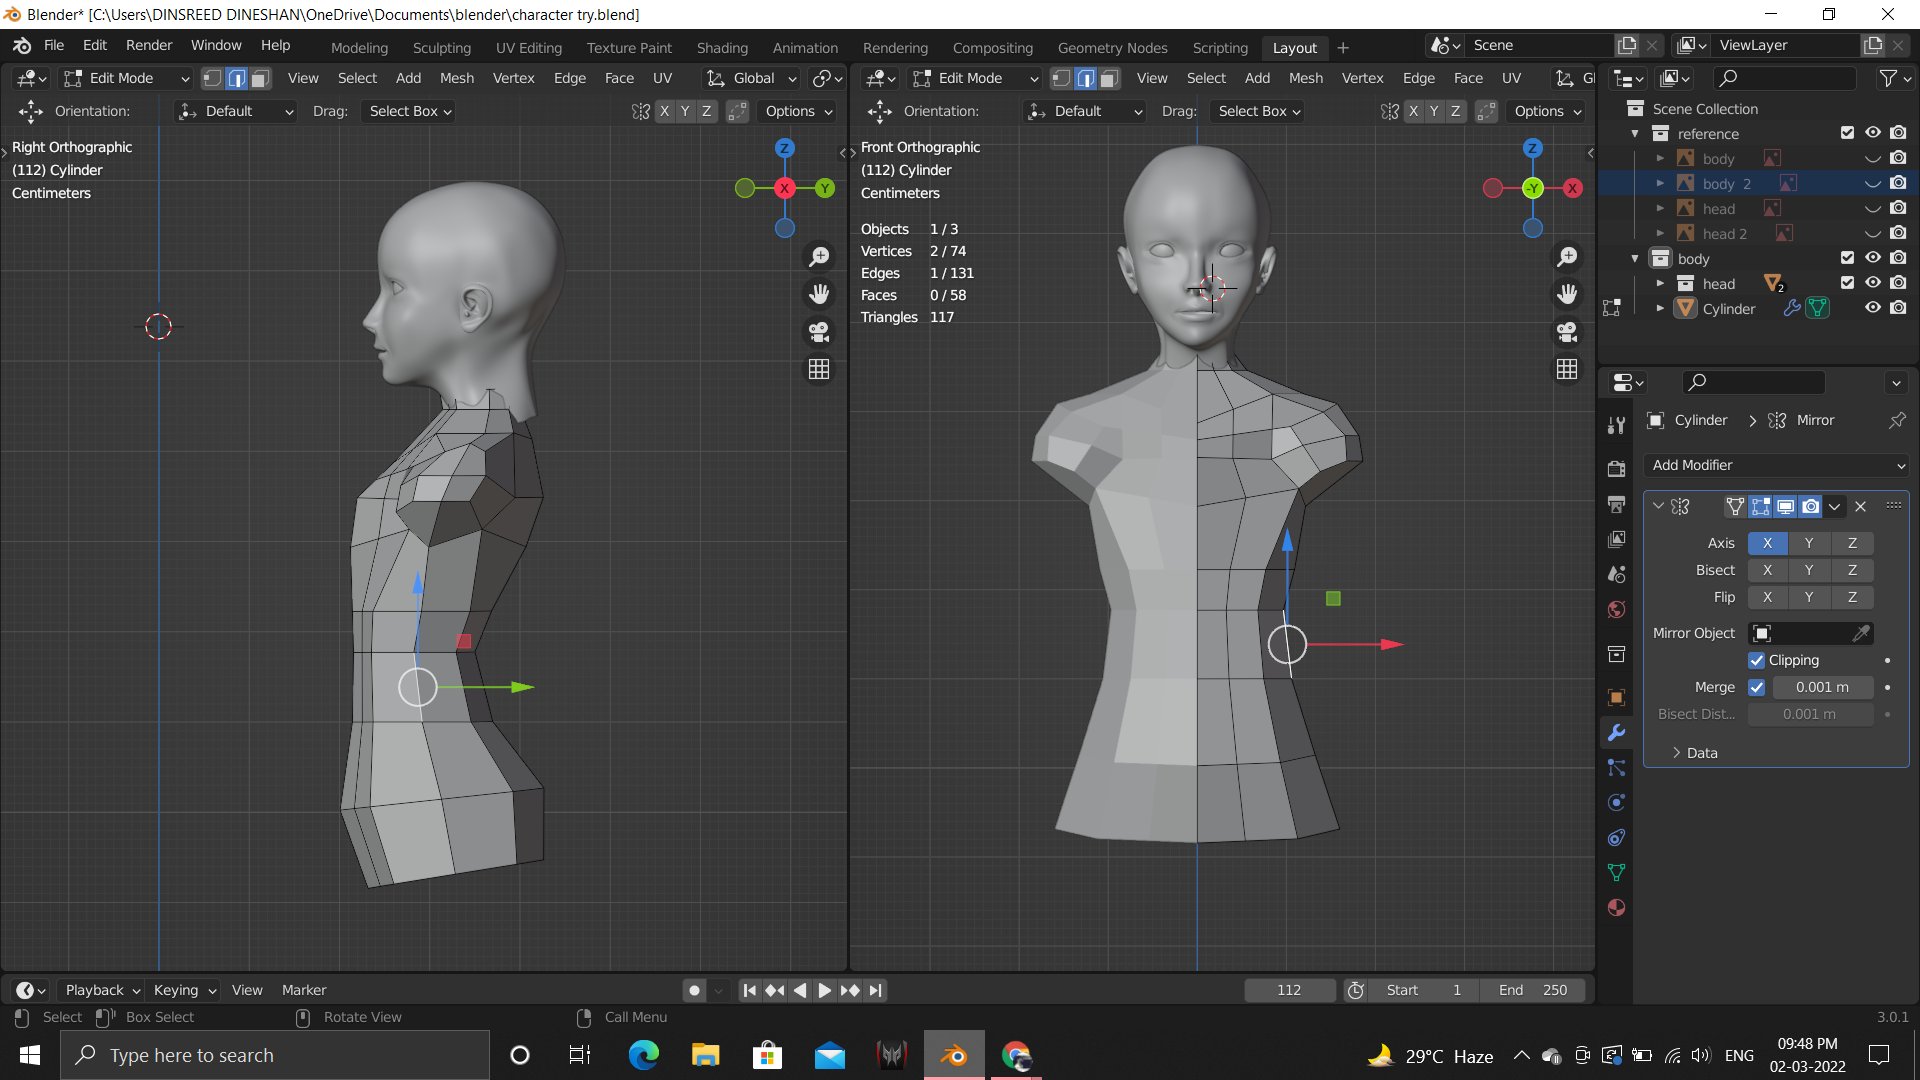 Blender* [C:\Users\DINSREED DINESHAN\OneDrive\Documents\blender\character try.blend]
File Edit Render Window Help Modeling Sculpting UV Editing Texture Paint Shading Animation Rendering Compositing Geometry Nodes Scripting Layout + Scene ViewLayer
Edit Mode View Select Add Mesh Vertex Edge Face UV Global Edit Mode View Select Add Mesh Vertex Edge Face UV Gl
Orientation: Default Drag: Select Box X Y Z Options Orientation: Default Drag: Select Box X Y Z Options
Right Orthographic
(112) Cylinder
Centimeters
Z
X
Y
Front Orthographic
(112) Cylinder
Centimeters
Objects 1 / 3
Vertices 2 / 74
Edges 1 / 131
Faces 0 / 58
Triangles 117
Z
-Y
X
Scene Collection
reference
body
body 2
head
head 2
body
head 2
Cylinder
Cylinder > Mirror
Add Modifier
Axis X Y Z
Bisect X Y Z
Flip X Y Z
Mirror Object
Clipping
Merge 0.001 m
Bisect Dist... 0.001 m
Data
Playback Keying View Marker 112 Start 1 End 250
Select Box Select Rotate View Call Menu 3.0.1
Type here to search 29°C Haze ENG 09:48 PM
02-03-2022